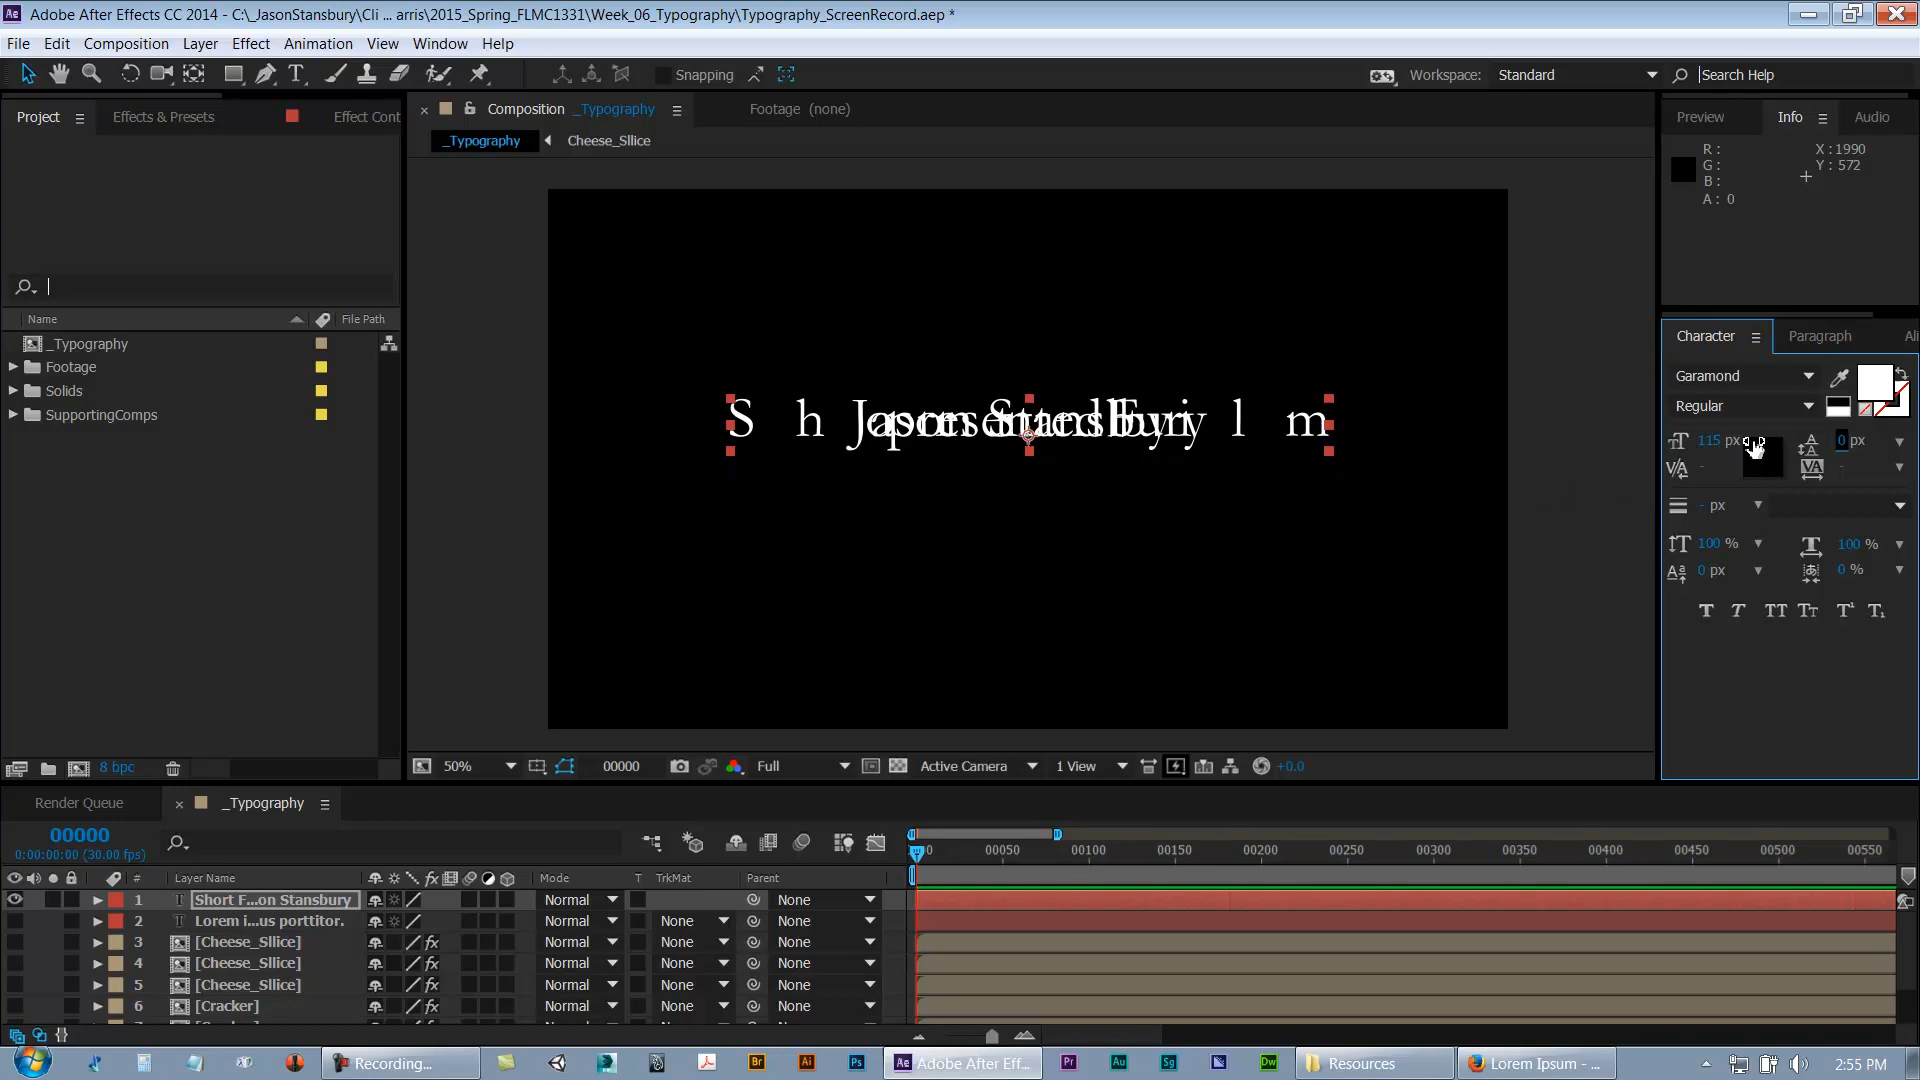 Adobe After Effects CC 2014 - C:\_JasonStansbury\Cli ... arris\2015_Spring_FLMC1331\Week_06_Typography\Typography_ScreenRecord.aep *
File Edit Composition Layer Effect Animation View Window Help
Snapping
Workspace: Standard
Search Help
Project
Effects & Presets
Effect Cont
Composition _Typography
Footage (none)
_Typography
Cheese_Sllice
Name
File Path
_Typography
Footage
Solids
SupportingComps
8 bpc
50%
00000
Full
Active Camera
1 View
+0.0
Preview
Info
Audio
R :
G :
B :
A : 0
X : 1990
Y : 572
Character
Paragraph
Ali
Garamond
Regular
115 px
0 px
- px
100 %
100 %
0 px
0 %
Render Queue
_Typography
00000
0:00:00:00 (30.00 fps)
00050 00100 00150 00200 00250 00300 00350 00400 00450 00500 00550
# Layer Name Mode T TrkMat Parent
1 Short F...on Stansbury Normal None
2 Lorem i...us porttitor. Normal None None
3 [Cheese_Sllice] Normal None None
4 [Cheese_Sllice] Normal None None
5 [Cheese_Sllice] Normal None None
6 [Cracker] Normal None None
Recording...
Adobe After Eff...
Resources
Lorem Ipsum - ...
2:55 PM